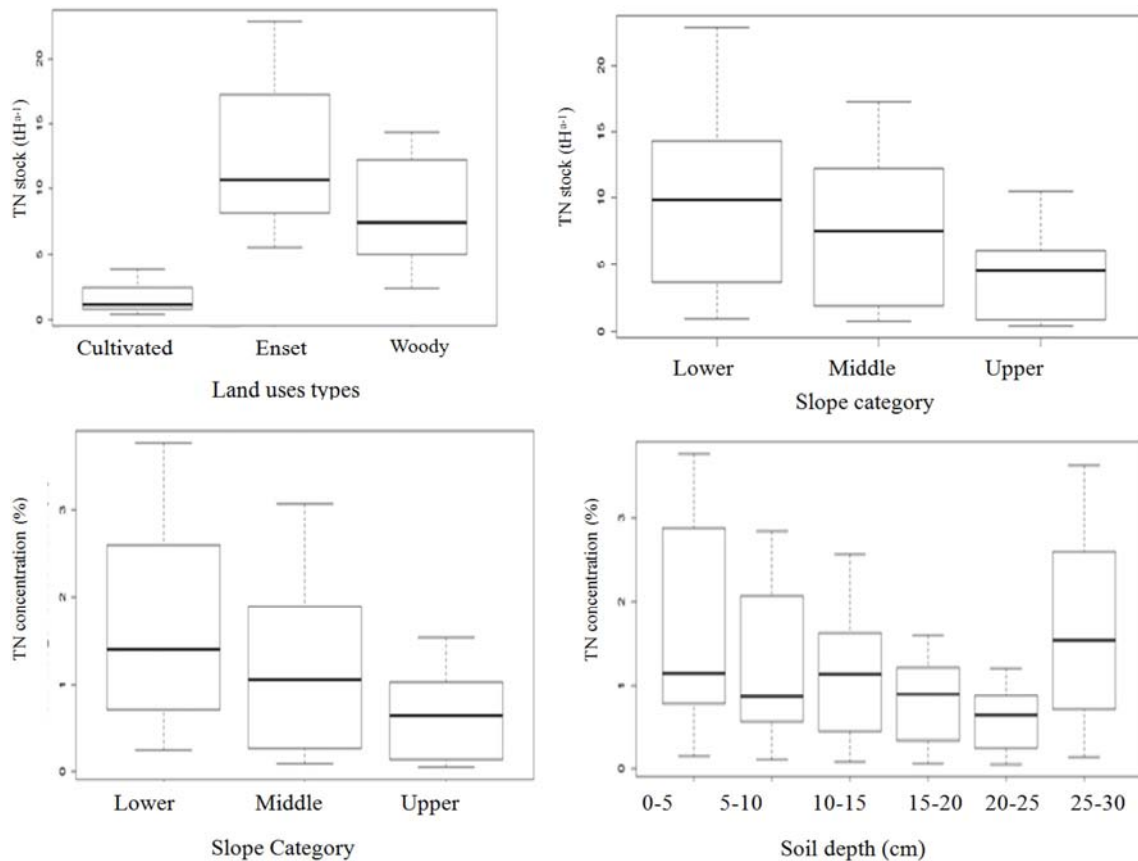 TN stock (tHᵃ⁻¹)
20
15
10
5
0
Cultivated Enset Woody
Land uses types
TN stock (tHᵃ⁻¹)
20
15
10
5
0
Lower Middle Upper
Slope category
TN concentration (%)
3
2
1
0
Lower Middle Upper
Slope Category
TN concentration (%)
3
2
1
0
0-5 5-10 10-15 15-20 20-25 25-30
Soil depth (cm)